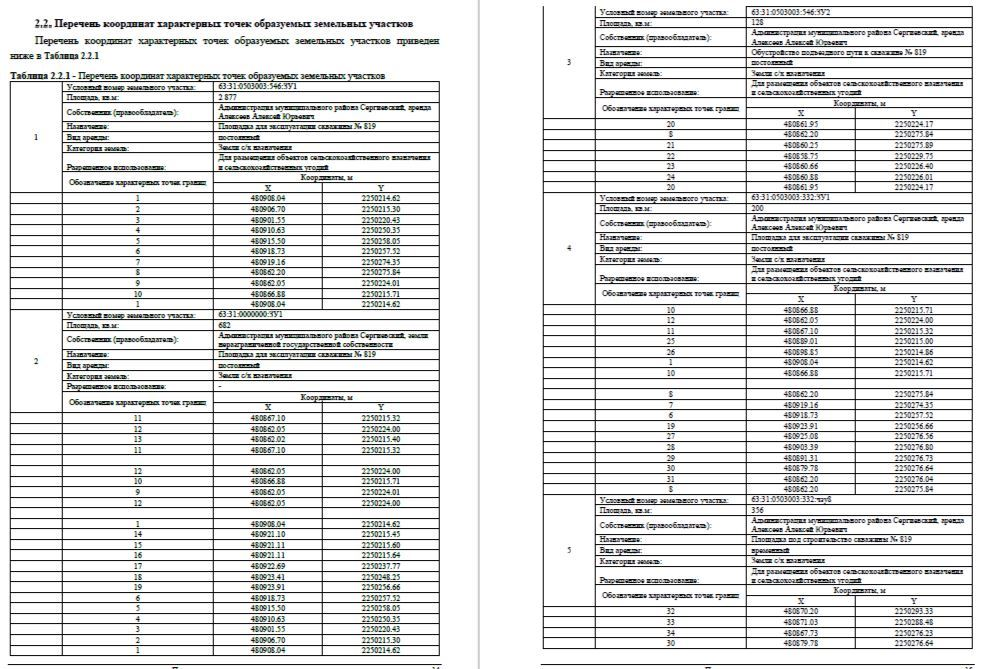 2.2. Перечень координат характерных точек образуемых земельных участков
Перечень координат характерных точек образуемых земельных участков приведен
ниже в Таблица 2.2.1
Таблица 2.2.1 - Перечень координат характерных точек образуемых земельных участков
1
Условный номер земельного участка: 63:31:0503003:546:ЗУ1
Площадь, кв.м: 2 877
Собственник (правообладатель): Администрация муниципального района Сергиевский, аренда
Алексеев Алексей Юрьевич
Назначение: Площадка для эксплуатации скважины № 819
Вид аренды: постоянный
Категория земель: Земли с/х назначения
Разрешенное использование: Для размещения объектов сельскохозяйственного назначения
и сельскохозяйственных угодий
Обозначение характерных точек границ Координаты, м
X Y
1 480908.04 2250214.62
2 480906.70 2250215.30
3 480901.55 2250220.43
4 480910.63 2250250.35
5 480915.50 2250258.05
6 480918.73 2250257.52
7 480919.16 2250274.35
8 480862.20 2250275.84
9 480862.05 2250224.01
10 480866.88 2250215.71
1 480908.04 2250214.62
2
Условный номер земельного участка: 63:31:0000000:ЗУ1
Площадь, кв.м: 682
Собственник (правообладатель): Администрация муниципального района Сергиевский, земли
неразграниченной государственной собственности
Назначение: Площадка для эксплуатации скважины № 819
Вид аренды: постоянный
Категория земель: Земли с/х назначения
Разрешенное использование: -
Обозначение характерных точек границ Координаты, м
X Y
11 480867.10 2250215.32
12 480862.05 2250224.00
13 480862.02 2250215.40
11 480867.10 2250215.32
12 480862.05 2250224.00
10 480866.88 2250215.71
9 480862.05 2250224.01
12 480862.05 2250224.00
1 480908.04 2250214.62
14 480921.10 2250215.45
15 480921.11 2250215.60
16 480921.11 2250215.64
17 480922.69 2250237.77
18 480923.41 2250248.25
19 480923.91 2250256.66
6 480918.73 2250257.52
5 480915.50 2250258.05
4 480910.63 2250250.35
3 480901.55 2250220.43
2 480906.70 2250215.30
1 480908.04 2250214.62
3
Условный номер земельного участка: 63:31:0503003:546:ЗУ2
Площадь, кв.м: 128
Собственник (правообладатель): Администрация муниципального района Сергиевский, аренда
Алексеев Алексей Юрьевич
Назначение: Обустройство подъездного пути к скважине № 819
Вид аренды: постоянный
Категория земель: Земли с/х назначения
Разрешенное использование: Для размещения объектов сельскохозяйственного назначения
и сельскохозяйственных угодий
Обозначение характерных точек границ Координаты, м
X Y
20 480861.95 2250224.17
8 480862.20 2250275.84
21 480860.25 2250275.89
22 480858.75 2250229.75
23 480860.66 2250226.40
24 480860.88 2250226.01
20 480861.95 2250224.17
4
Условный номер земельного участка: 63:31:0503003:332:ЗУ1
Площадь, кв.м: 200
Собственник (правообладатель): Администрация муниципального района Сергиевский, аренда
Алексеев Алексей Юрьевич
Назначение: Площадка для эксплуатации скважины № 819
Вид аренды: постоянный
Категория земель: Земли с/х назначения
Разрешенное использование: Для размещения объектов сельскохозяйственного назначения
и сельскохозяйственных угодий
Обозначение характерных точек границ Координаты, м
X Y
10 480866.88 2250215.71
12 480862.05 2250224.00
11 480867.10 2250215.32
25 480889.01 2250215.00
26 480898.85 2250214.86
1 480908.04 2250214.62
10 480866.88 2250215.71
8 480862.20 2250275.84
7 480919.16 2250274.35
6 480918.73 2250257.52
19 480923.91 2250256.66
27 480925.08 2250276.56
28 480903.39 2250276.80
29 480891.31 2250276.73
30 480879.78 2250276.64
31 480862.20 2250276.04
8 480862.20 2250275.84
5
Условный номер земельного участка: 63:31:0503003:332:чзу8
Площадь, кв.м: 356
Собственник (правообладатель): Администрация муниципального района Сергиевский, аренда
Алексеев Алексей Юрьевич
Назначение: Площадка под строительство скважины № 819
Вид аренды: временный
Категория земель: Земли с/х назначения
Разрешенное использование: Для размещения объектов сельскохозяйственного назначения
и сельскохозяйственных угодий
Обозначение характерных точек границ Координаты, м
X Y
32 480870.20 2250293.33
33 480871.03 2250288.48
34 480867.73 2250276.23
30 480879.78 2250276.64